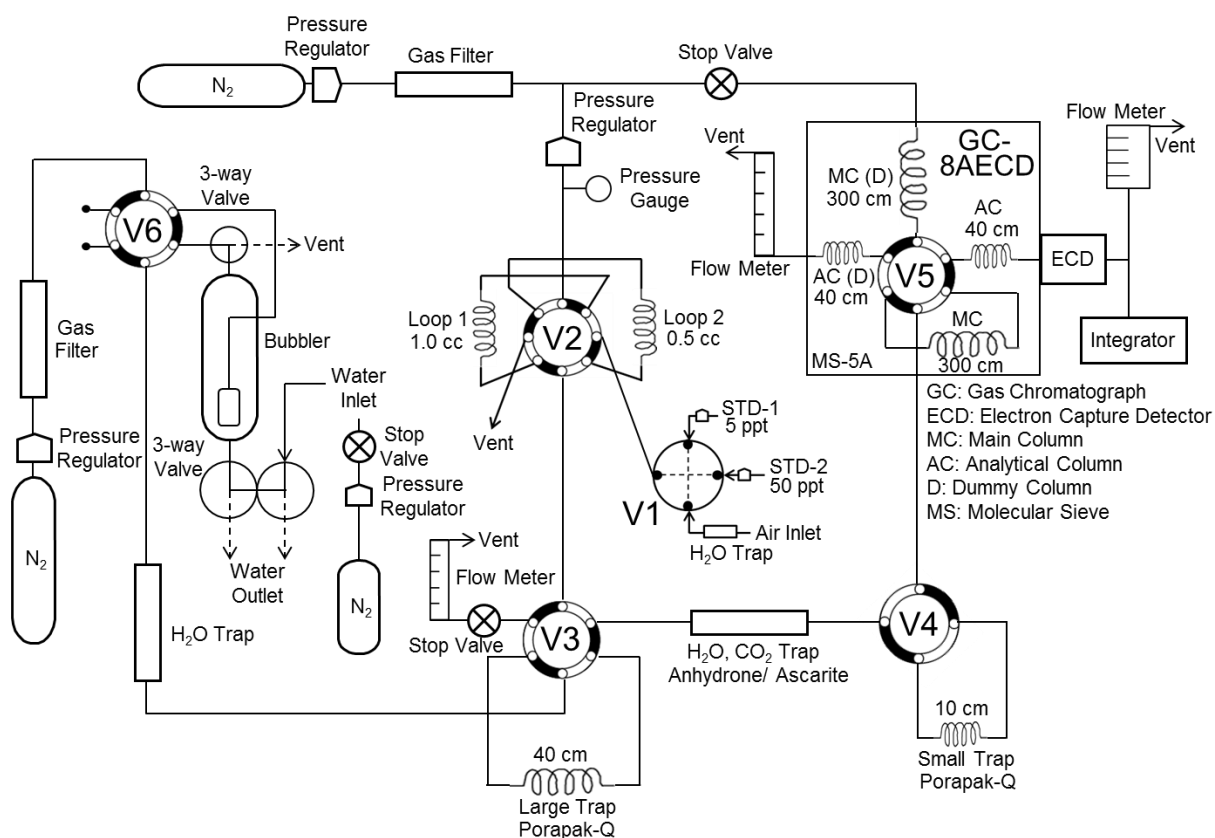 Pressure
Regulator
Gas Filter
Stop Valve
N2
Pressure
Regulator
Flow Meter
Vent
Vent
GC-
8AECD
MC (D)
300 cm
3-way
Valve
V6
Vent
Pressure
Gauge
AC
40 cm
ECD
V5
Flow Meter
AC (D)
40 cm
Loop 1
1.0 cc
V2
Loop 2
0.5 cc
MC
300 cm
MS-5A
Integrator
Gas
Filter
Bubbler
Water
Inlet
Vent
STD-1
5 ppt
STD-2
50 ppt
V1
Air Inlet
H2O Trap
GC: Gas Chromatograph
ECD: Electron Capture Detector
MC: Main Column
AC: Analytical Column
D: Dummy Column
MS: Molecular Sieve
Pressure
Regulator
3-way
Valve
Stop
Valve
Pressure
Regulator
N2
Water
Outlet
N2
H2O Trap
Vent
Flow Meter
Stop Valve
V3
H2O, CO2 Trap
Anhydrone/ Ascarite
V4
40 cm
Large Trap
Porapak-Q
10 cm
Small Trap
Porapak-Q